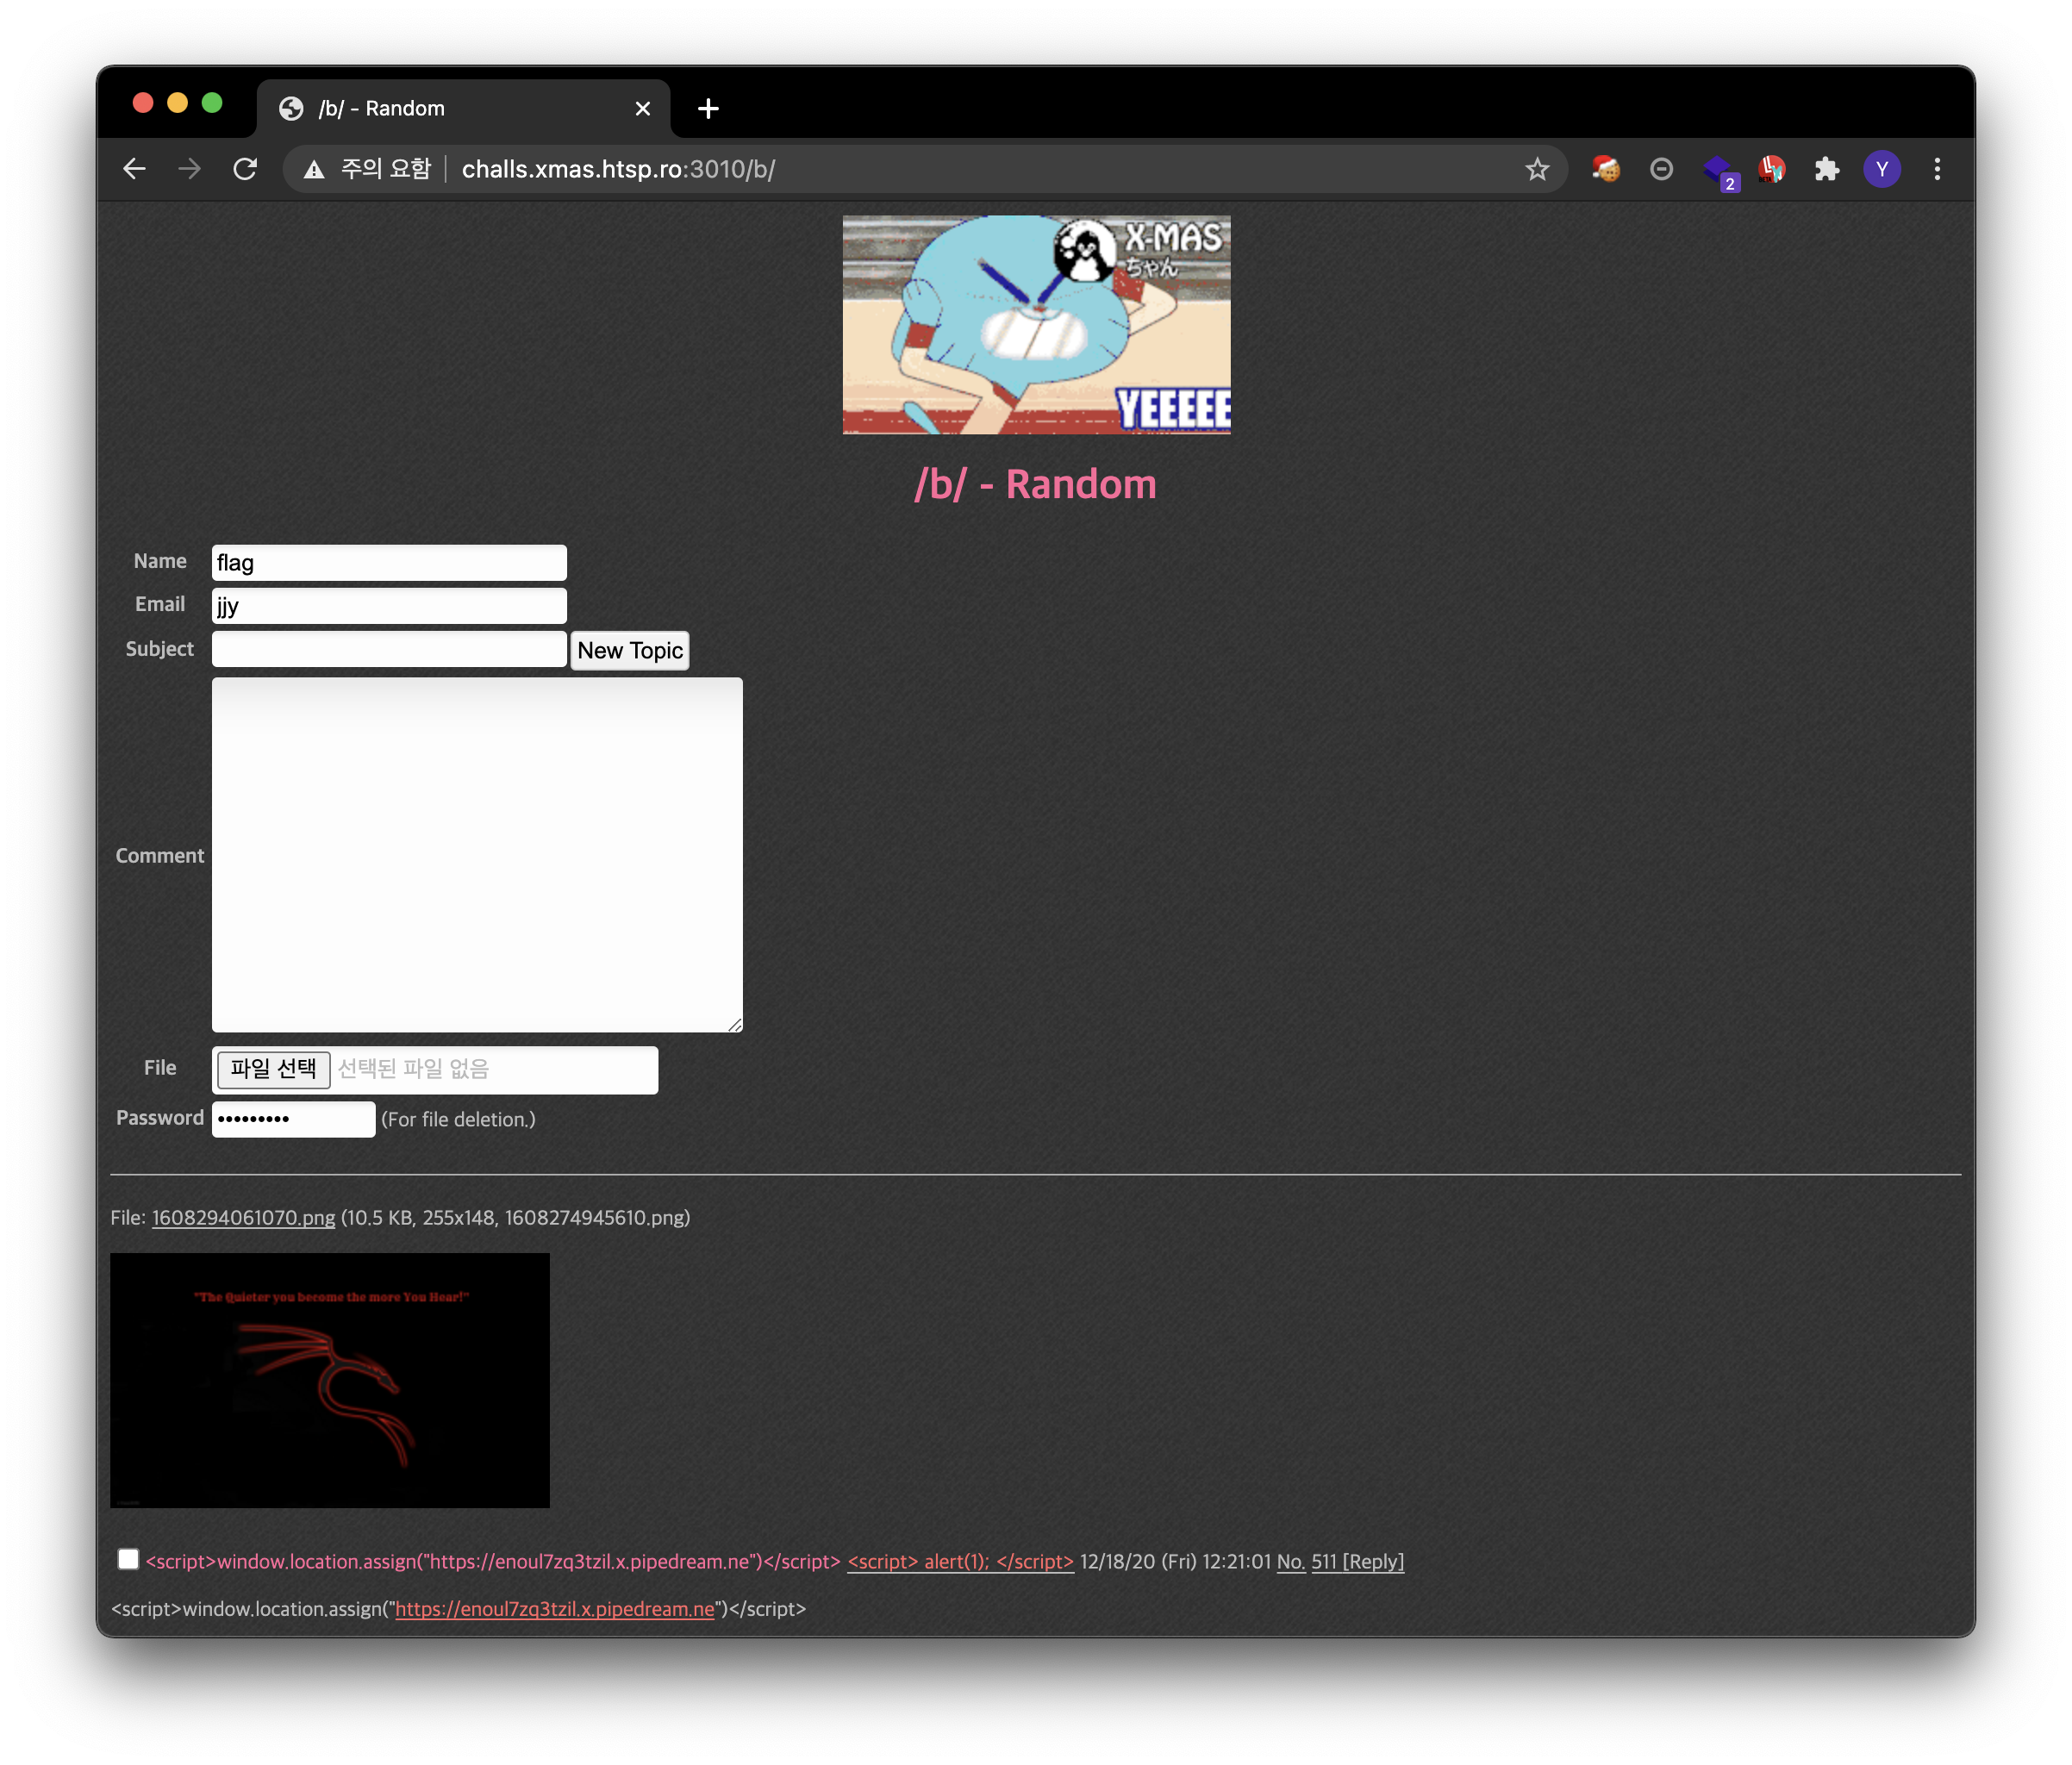 /b/ - Random
주의 요함 challs.xmas.htsp.ro:3010/b/
2
Y
X-MAS
ちゃん
YEEEEE
/b/ - Random
Name flag
Email jjy
Subject New Topic
Comment
File 파일 선택 선택된 파일 없음
Password ••••••••• (For file deletion.)
File: 1608294061070.png (10.5 KB, 255x148, 1608274945610.png)
"The Quieter you become the more You Hear!"
<script>window.location.assign("https://enoul7zq3tzil.x.pipedream.ne")</script> <script> alert(1); </script> 12/18/20 (Fri) 12:21:01 No. 511 [Reply]
<script>window.location.assign("https://enoul7zq3tzil.x.pipedream.ne")</script>